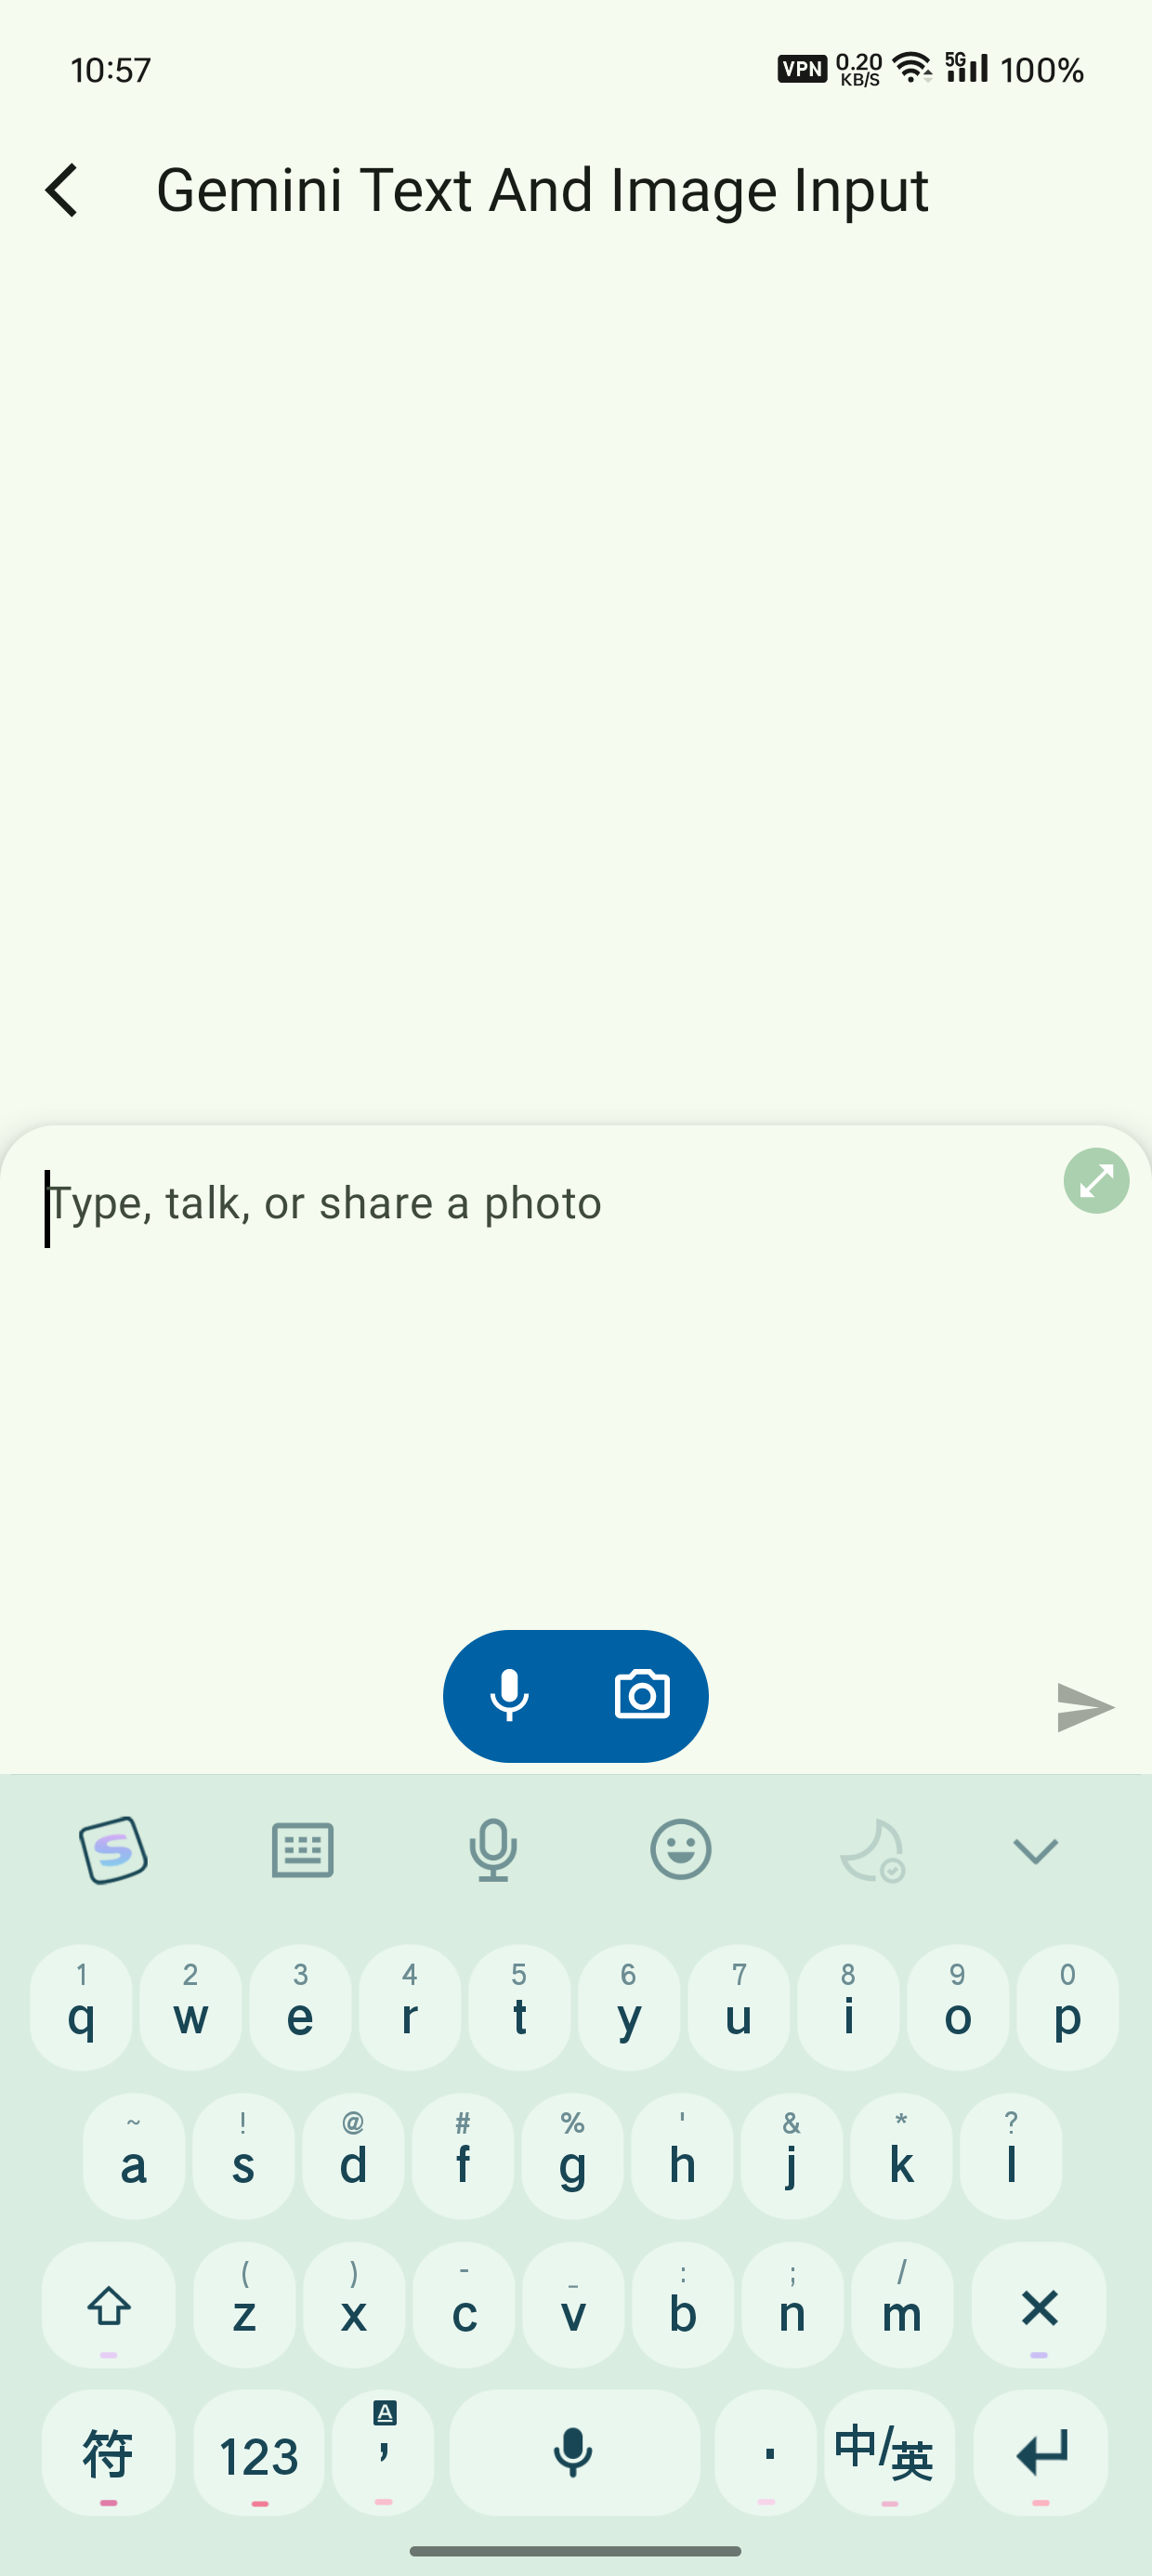 10:57 VPN 0.20 KB/S 5G 100%
Gemini Text And Image Input
Type, talk, or share a photo
S
1 2 3 4 5 6 7 8 9 0
q w e r t y u i o p
~ ! @ # % ' & * ?
a s d f g h j k l
( ) - _ : ; /
z x c v b n m
A
符 123 , . 中/英